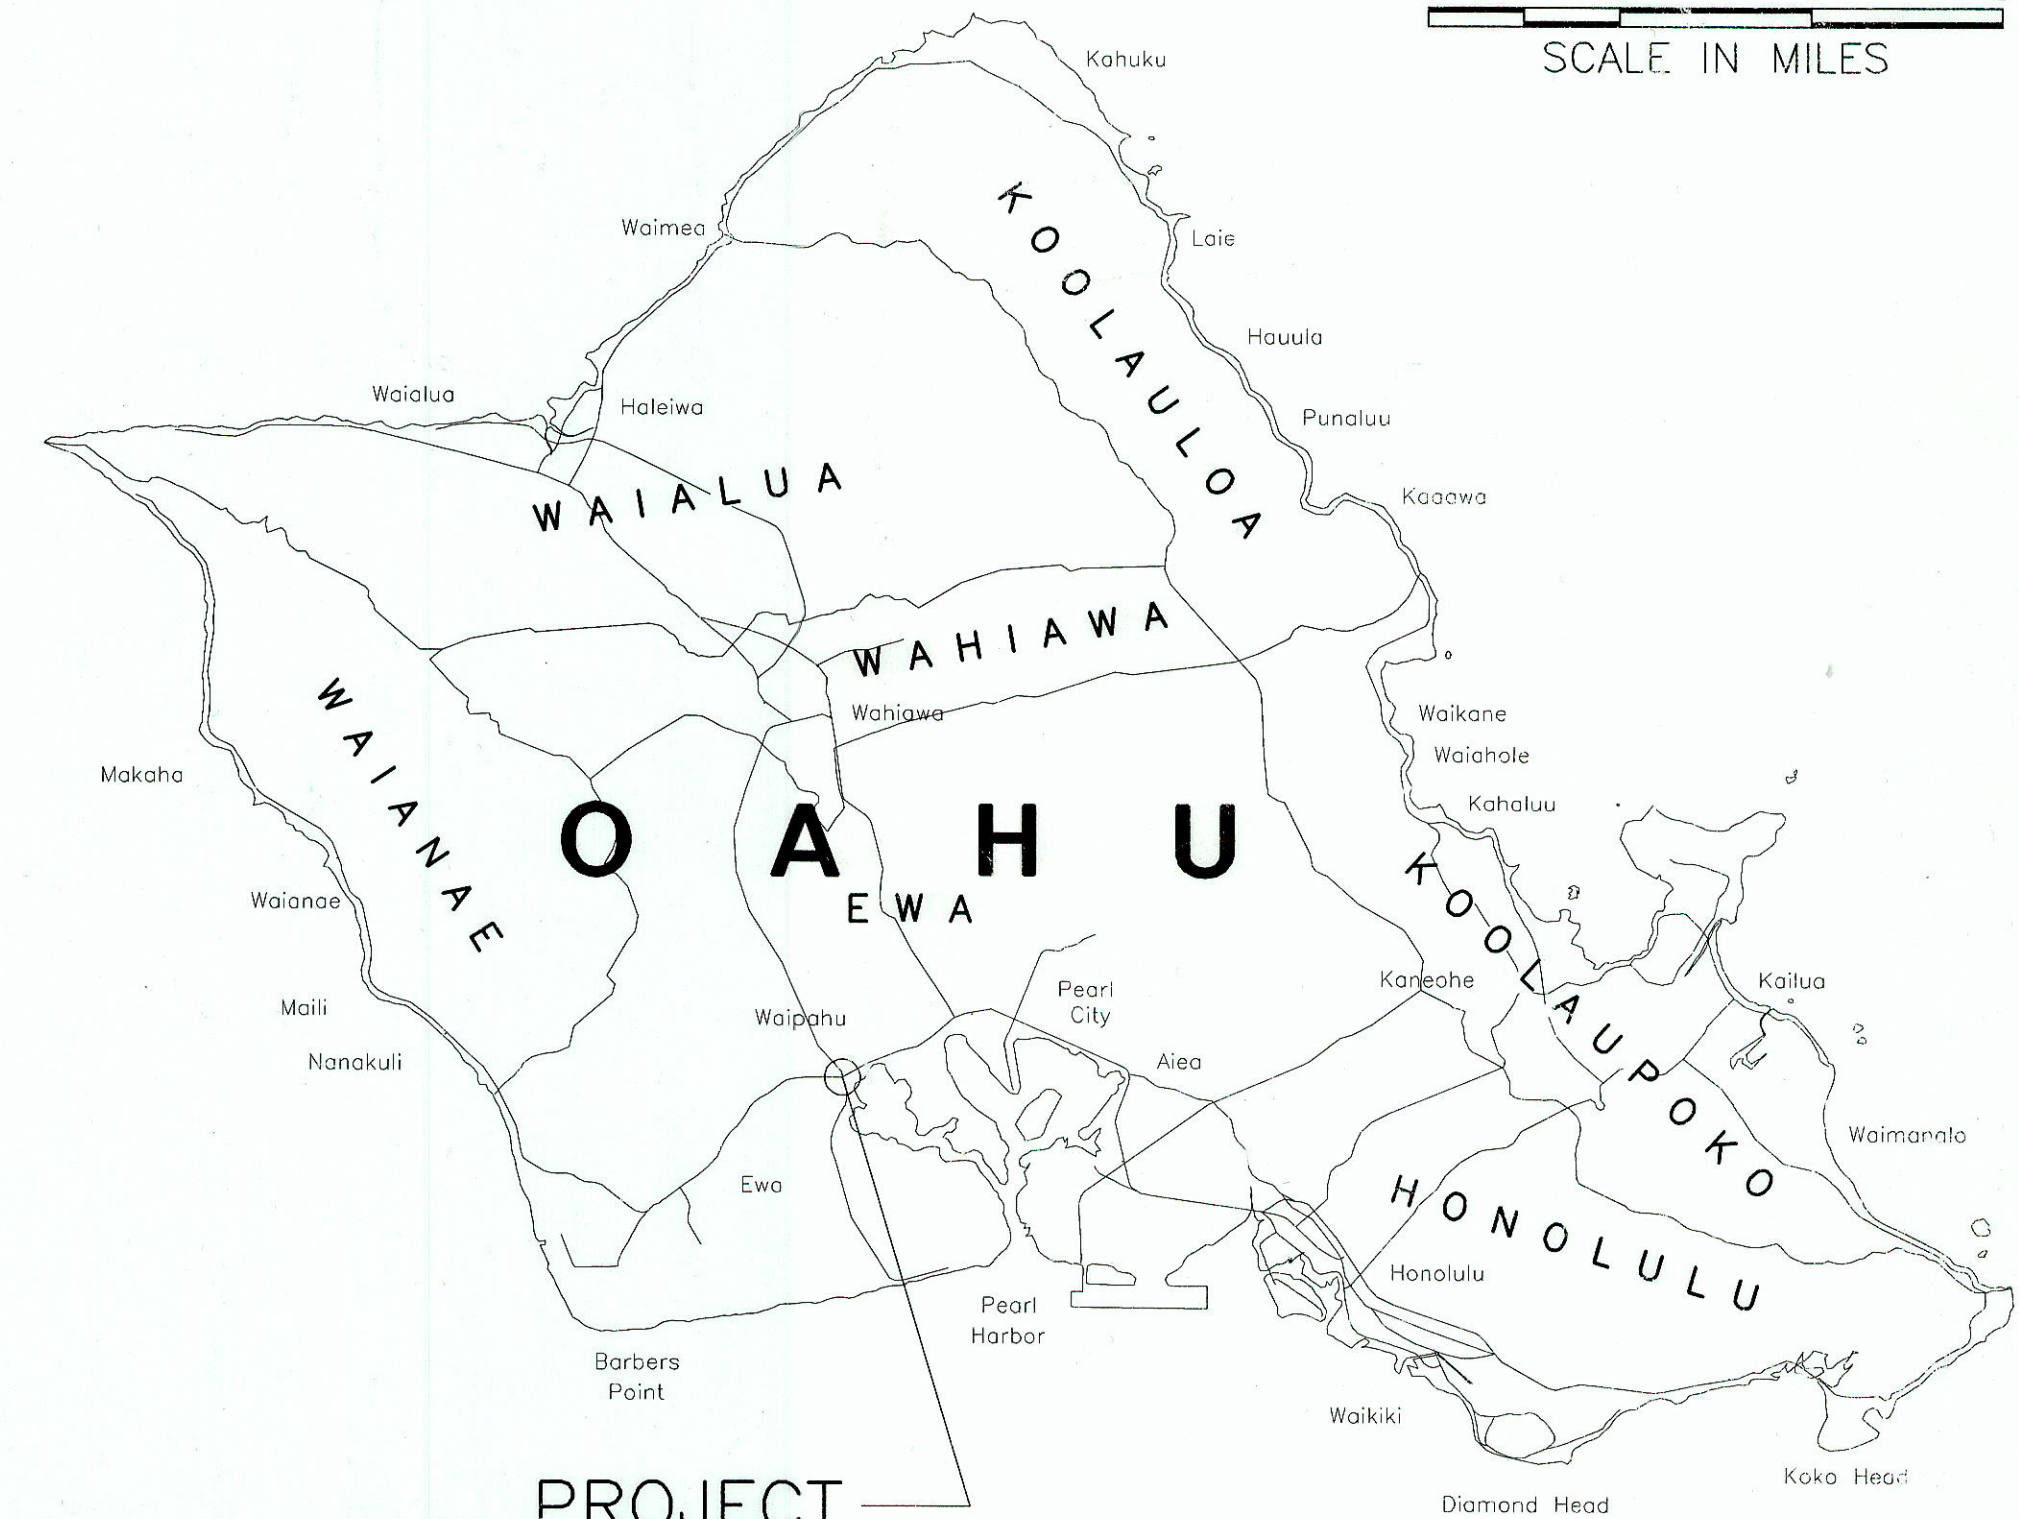 SCALE IN MILES
Kahuku
KOOLAULOA
Waimea
Laie
Hauula
Waialua
Haleiwa
Punaluu
WAIALUA
Kaaawa
WAHIAWA
WAIANAE
Wahiawa
Waikane
Waiahole
Makaha
Kahaluu
OAHU
EWA
KOOLAUPOKO
Waianae
Kaneohe
Kailua
Pearl
City
Maili
Waipahu
Nanakuli
Aiea
Waimanalo
Ewa
HONOLULU
Honolulu
Pearl
Harbor
Barbers
Point
Waikiki
Koko Head
Diamond Head
PROJECT